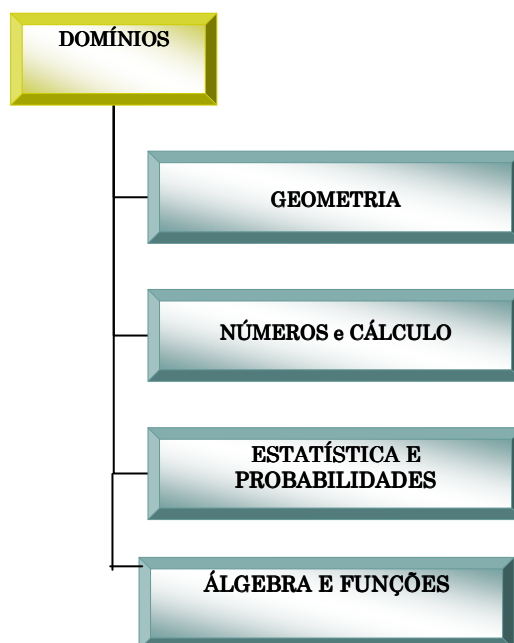 DOMÍNIOS
GEOMETRIA
NÚMEROS e CÁLCULO
ESTATÍSTICA E
PROBABILIDADES
ÁLGEBRA E FUNÇÕES